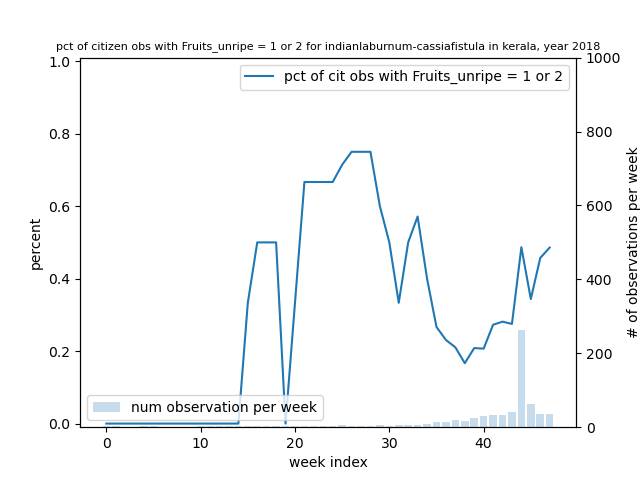 pct of citizen obs with Fruits_unripe = 1 or 2 for indianlaburnum-cassiafistula in kerala, year 2018
pct of cit obs with Fruits_unripe = 1 or 2
1.0
0.8
0.6
0.4
0.2
0.0
percent
1000
800
600
400
200
0
# of observations per week
num observation per week
0
10
20
30
40
week index